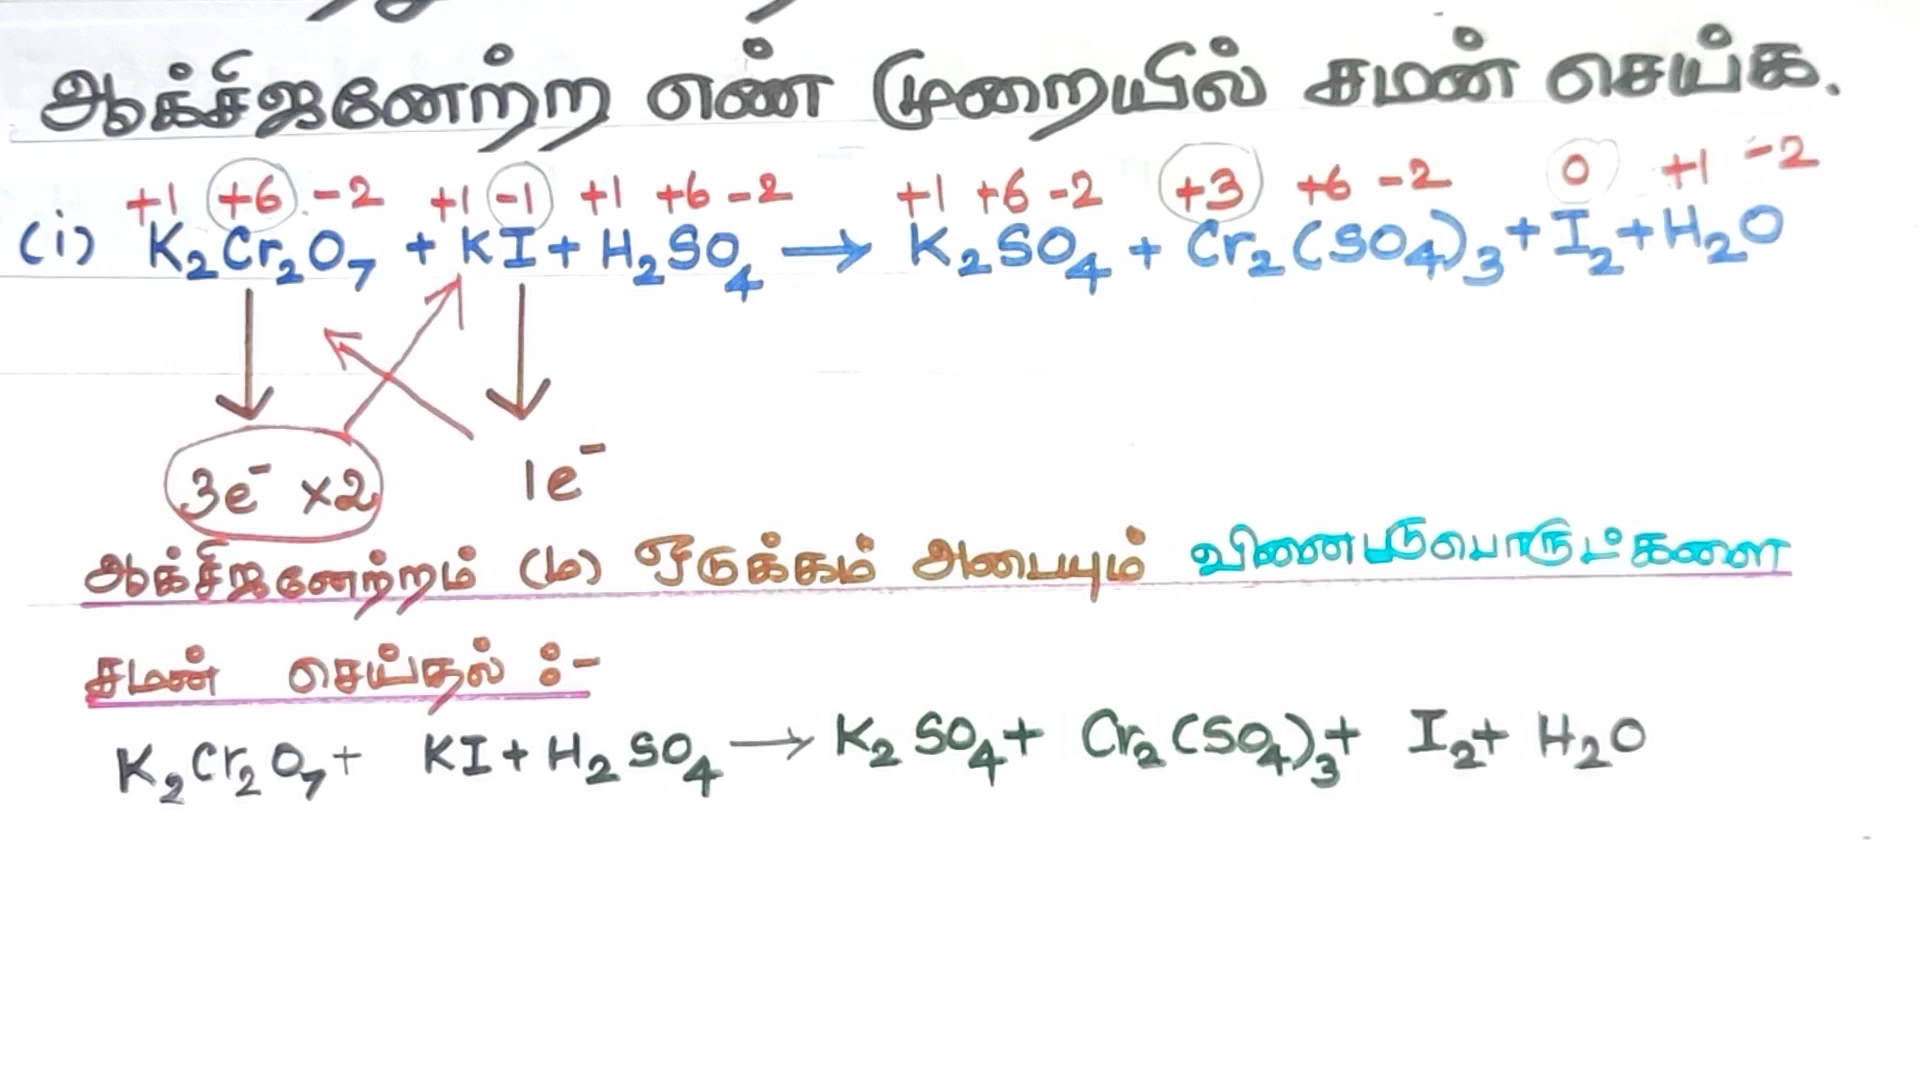 ஆக்சிஜனேற்ற எண் முறையில் சமன் செய்க.
+1 +6 -2 +1 -1 +1 +6 -2 +1 +6 -2 +3 +6 -2 0 +1 -2
(i) K₂Cr₂O₇ + KI + H₂SO₄ → K₂SO₄ + Cr₂(SO₄)₃ + I₂ + H₂O
3e⁻ ×2 1e⁻
ஆக்சிஜனேற்றம் (ம) ஒடுக்கம் அடையும் வினைபடுபொருட்களை
சமன் செய்தல் :-
K₂Cr₂O₇ + KI + H₂SO₄ → K₂SO₄ + Cr₂(SO₄)₃ + I₂ + H₂O